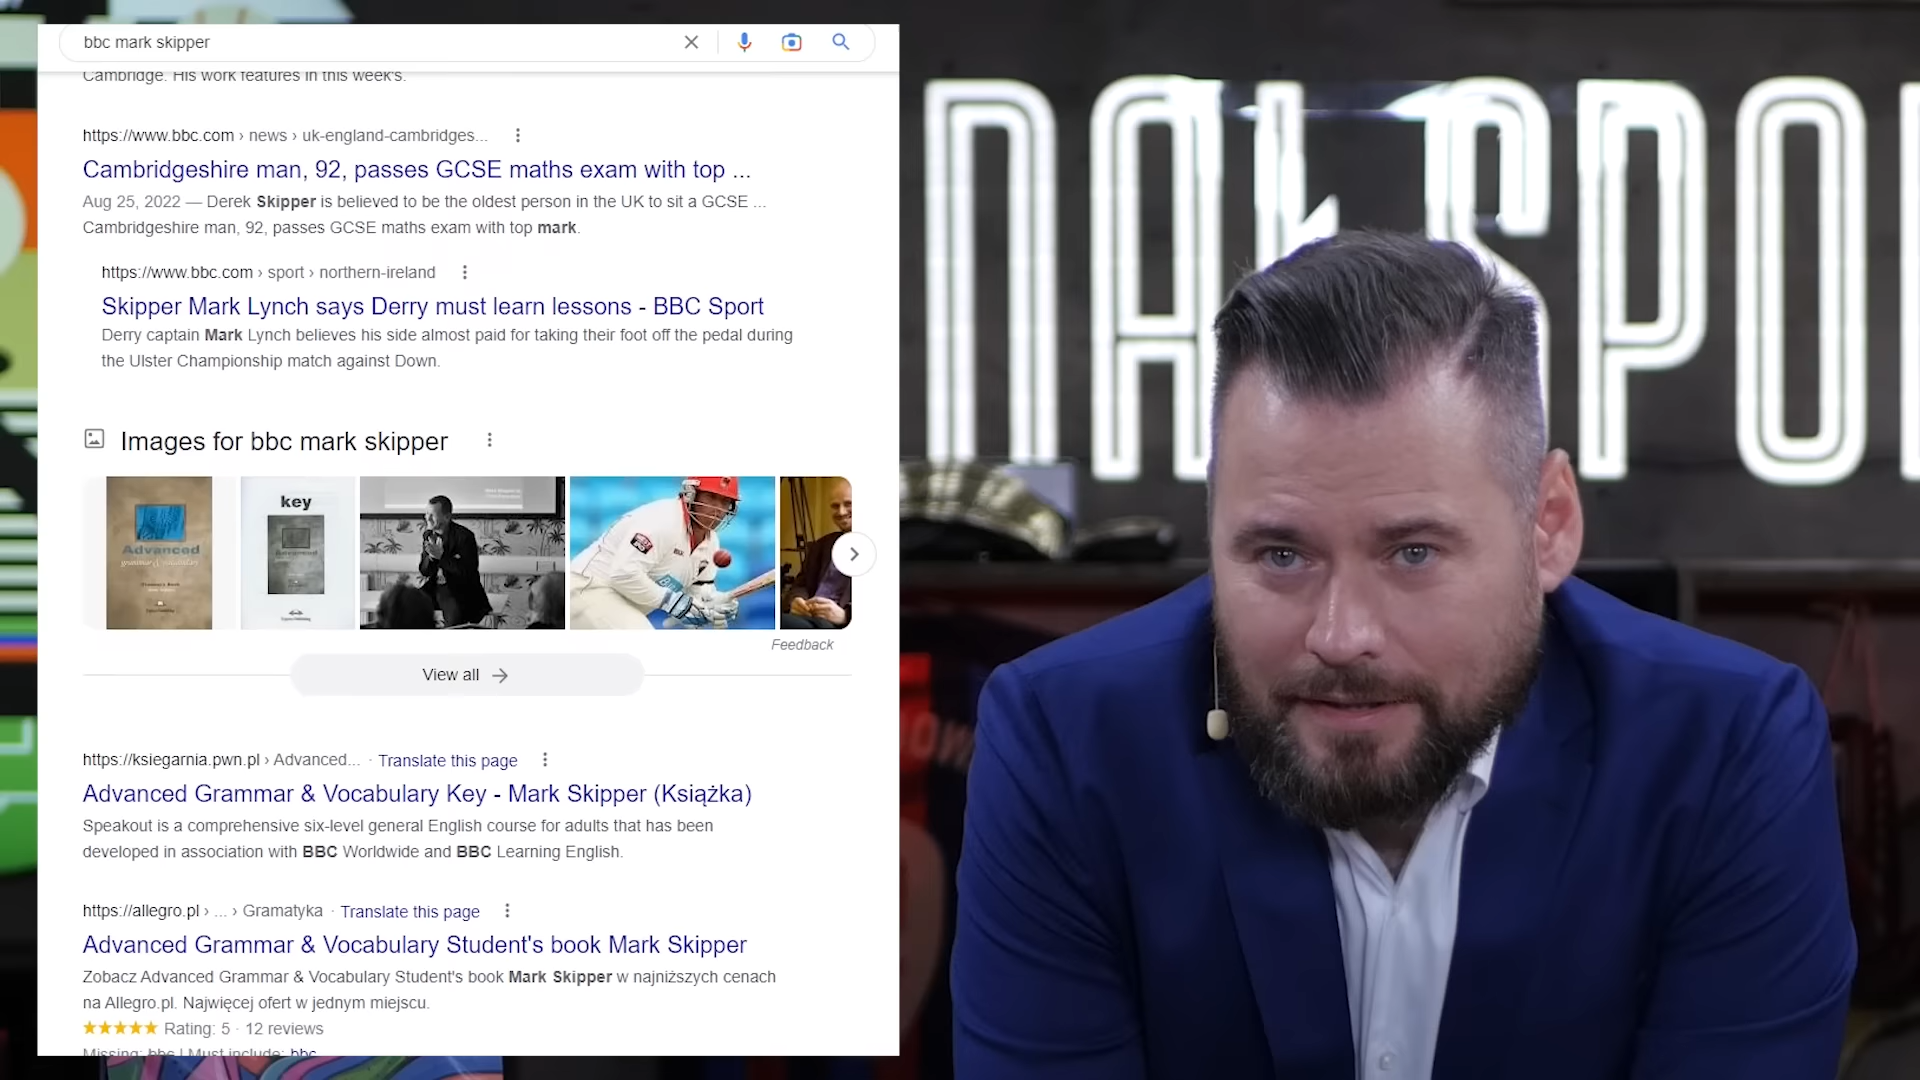 bbc mark skipper
Cambridge. His work features in this week's.
https://www.bbc.com › news › uk-england-cambridges...
Cambridgeshire man, 92, passes GCSE maths exam with top ...
Aug 25, 2022 — Derek Skipper is believed to be the oldest person in the UK to sit a GCSE ...
Cambridgeshire man, 92, passes GCSE maths exam with top mark.
https://www.bbc.com › sport › northern-ireland
Skipper Mark Lynch says Derry must learn lessons - BBC Sport
Derry captain Mark Lynch believes his side almost paid for taking their foot off the pedal during
the Ulster Championship match against Down.
Images for bbc mark skipper
Advanced
grammar & vocabulary
key
Feedback
View all
https://ksiegarnia.pwn.pl › Advanced... · Translate this page
Advanced Grammar & Vocabulary Key - Mark Skipper (Książka)
Speakout is a comprehensive six-level general English course for adults that has been
developed in association with BBC Worldwide and BBC Learning English.
https://allegro.pl › ... › Gramatyka · Translate this page
Advanced Grammar & Vocabulary Student's book Mark Skipper
Zobacz Advanced Grammar & Vocabulary Student's book Mark Skipper w najniższych cenach
na Allegro.pl. Najwięcej ofert w jednym miejscu.
Rating: 5 · 12 reviews
Missing: bbc | Must include: bbc
NAŁ SPO